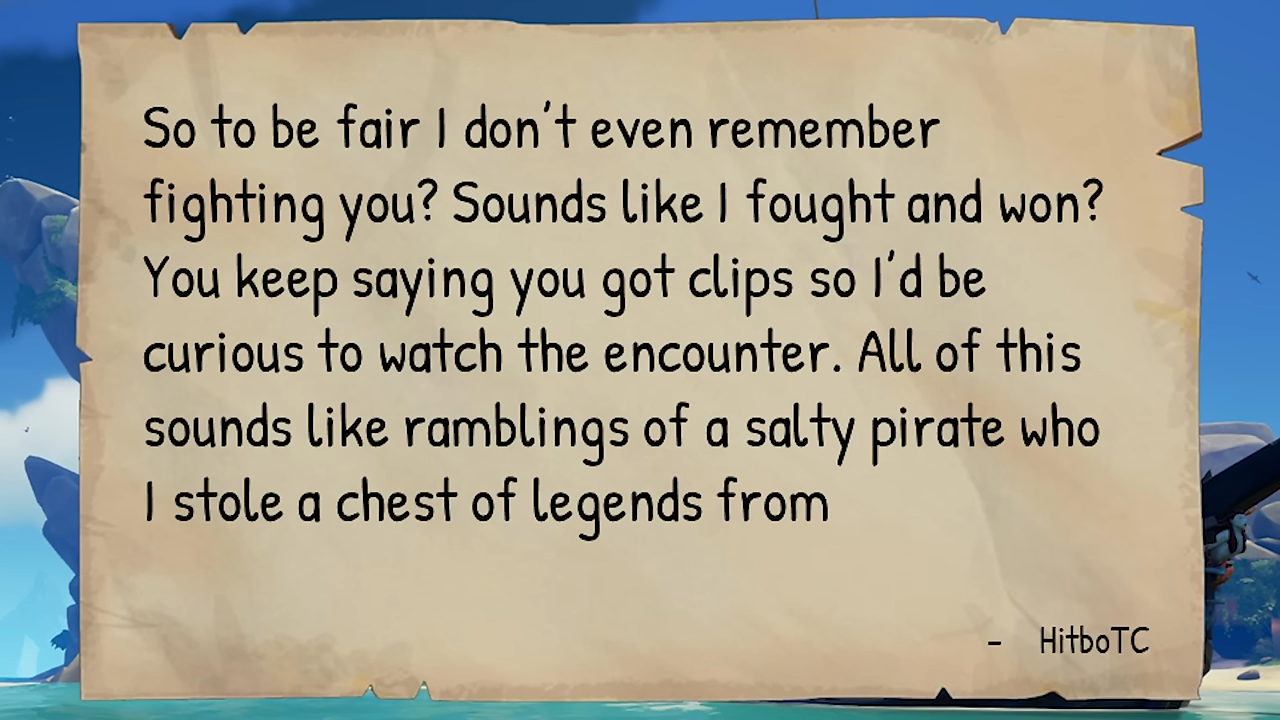 So to be fair I don't even remember
fighting you? Sounds like I fought and won?
You keep saying you got clips so I'd be
curious to watch the encounter. All of this
sounds like ramblings of a salty pirate who
I stole a chest of legends from
- HitboTC